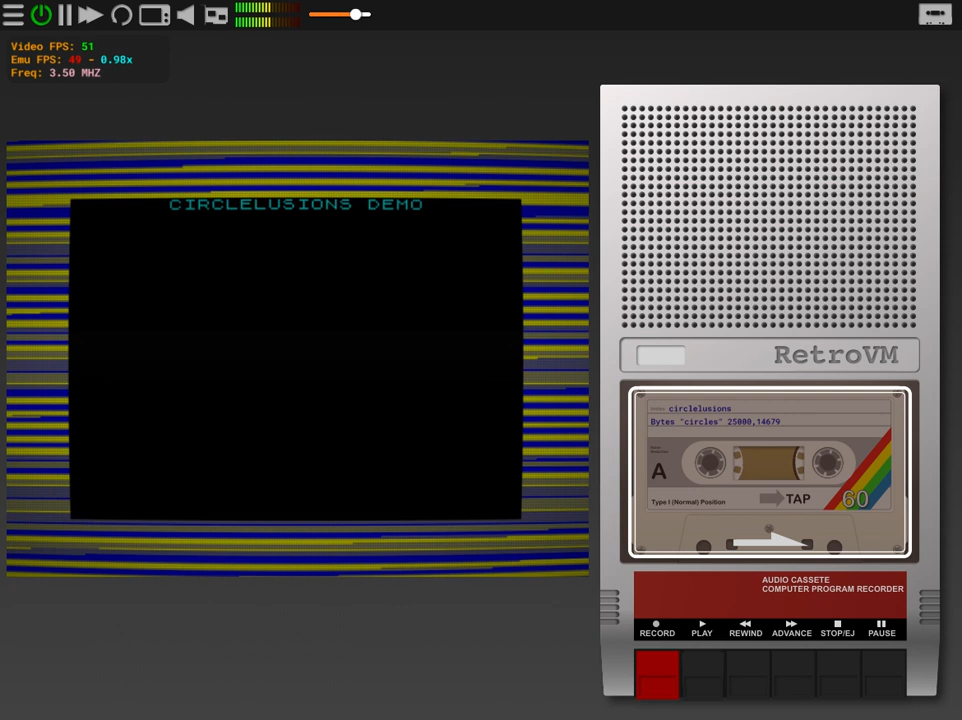 Video FPS: 51
Emu FPS: 49 - 0.98x
Freq: 3.50 MHZ
CIRCLELUSIONS DEMO
RetroVM
circlelusions
Bytes "circles" 25000,14679
A
Type I (Normal) Position
TAP
60
AUDIO CASSETE
COMPUTER PROGRAM RECORDER
RECORD PLAY REWIND ADVANCE STOP/EJ PAUSE